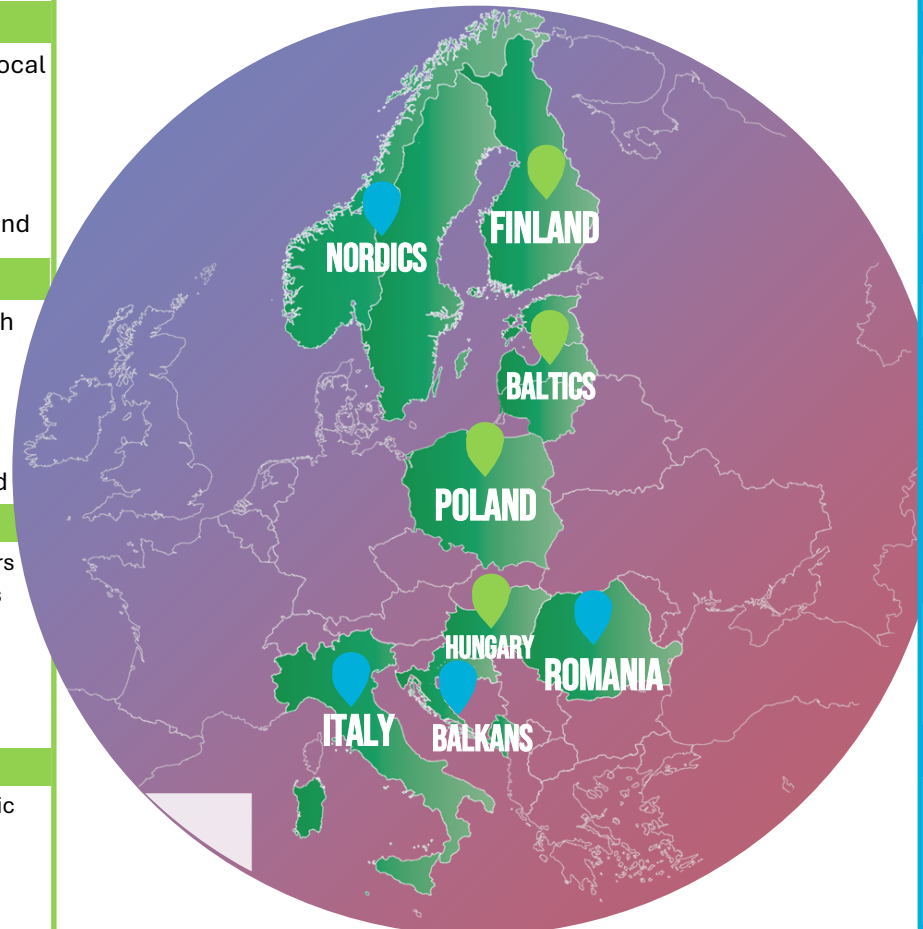 ocal
nd
h
d
rs
s
ic
NORDICS
FINLAND
BALTICS
POLAND
HUNGARY
ROMANIA
ITALY
BALKANS